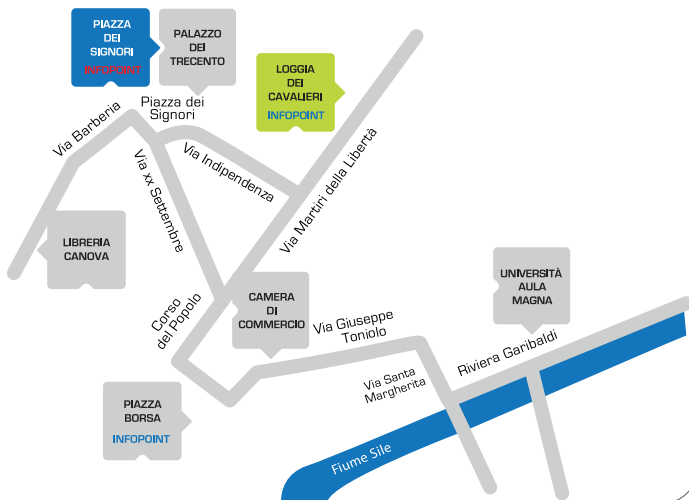 PIAZZA
DEI
SIGNORI
INFOPOINT
PALAZZO
DEI
TRECENTO
LOGGIA
DEI
CAVALIERI
INFOPOINT
Piazza dei
Signori
Via Barberia
Via xx Settembre
Via Indipendenza
Via Martiri della Libertà
LIBRERIA
CANOVA
UNIVERSITÀ
AULA
MAGNA
Corso
del Popolo
CAMERA
DI
COMMERCIO
Via Giuseppe
Toniolo
Riviera Garibaldi
Via Santa
Margherita
PIAZZA
BORSA
INFOPOINT
Fiume Sile